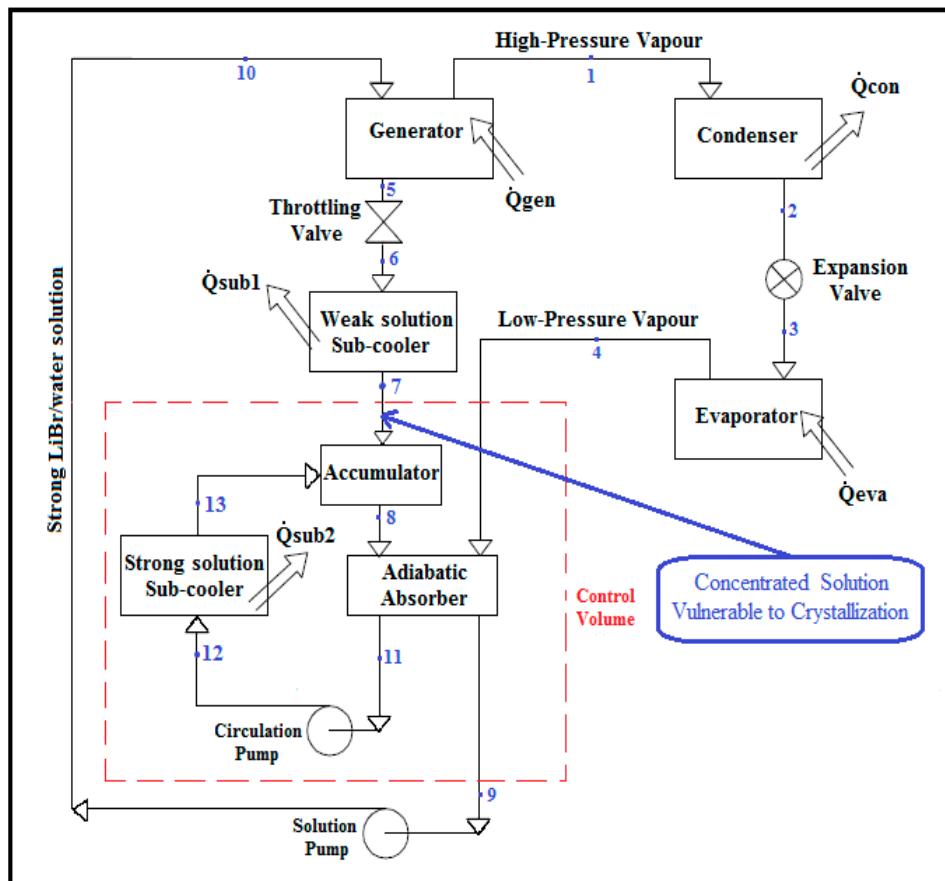 High-Pressure Vapour
10
1
Q̇con
Generator
Condenser
Q̇gen
5
2
Throttling
Valve
6
Q̇sub1
Expansion
Valve
Weak solution
Sub-cooler
Low-Pressure Vapour
3
4
7
Evaporator
Strong LiBr/water solution
Accumulator
Q̇eva
13
8
Q̇sub2
Strong solution
Sub-cooler
Adiabatic
Absorber
Control
Volume
Concentrated Solution
Vulnerable to Crystallization
12
11
Circulation
Pump
9
Solution
Pump